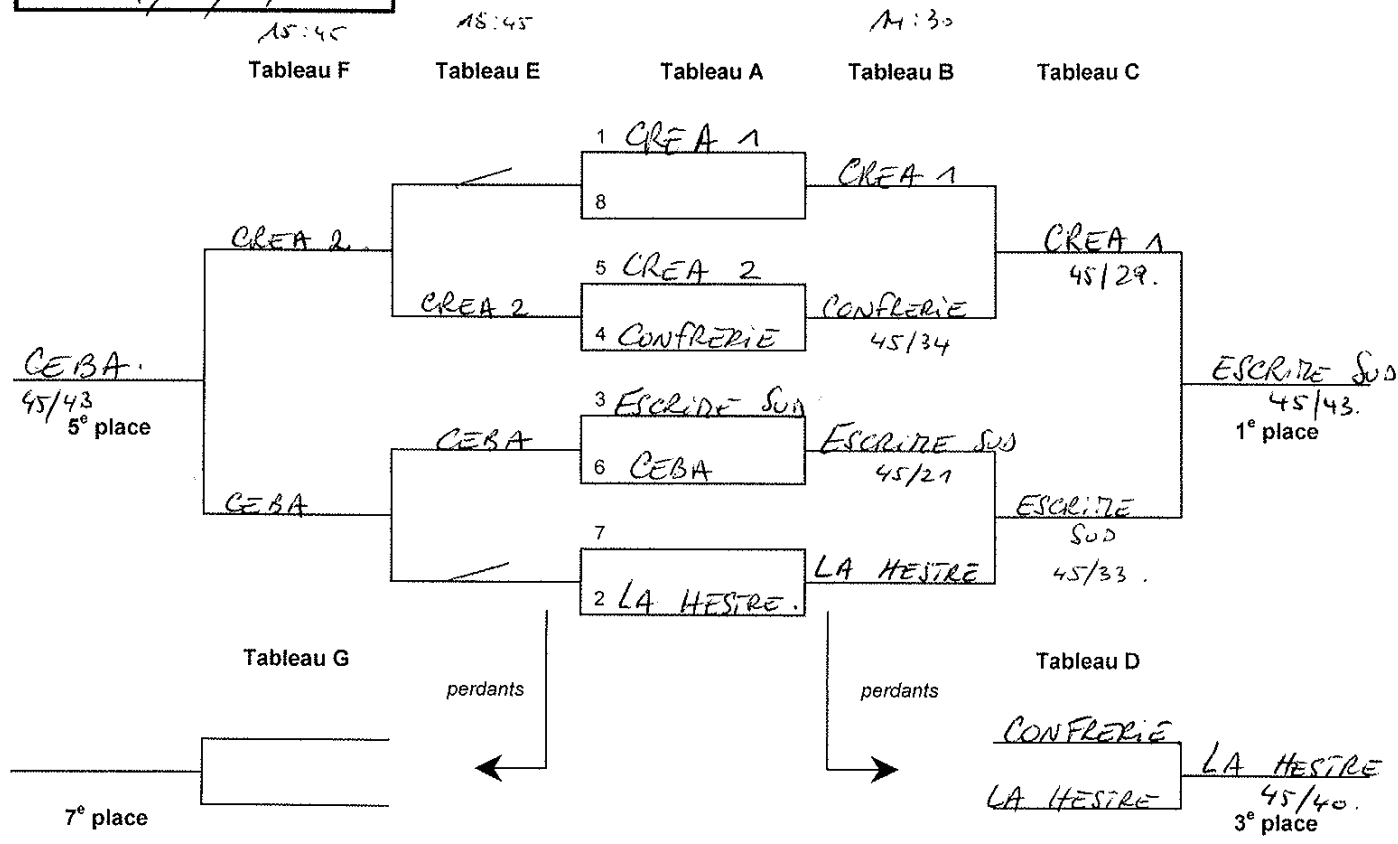 15:45 18:45 14:30
Tableau F Tableau E Tableau A Tableau B Tableau C
1 CREA 1
CREA 1
8
CREA 2. CREA 1
5 CREA 2 45/29.
CREA 2 CONFRERIE
4 CONFRERIE 45/34
CEBA. ESCRIME SUD
45/43 3 ESCRIME SUD 45/43.
5e place 1e place
CEBA ESCRIME SUD
6 CEBA 45/21
CEBA ESCRIME
7 SUD
LA HESTRE 45/33.
2 LA HESTRE.
Tableau G Tableau D
perdants perdants
CONFRERIE
LA HESTRE
LA HESTRE 45/40.
7e place 3e place